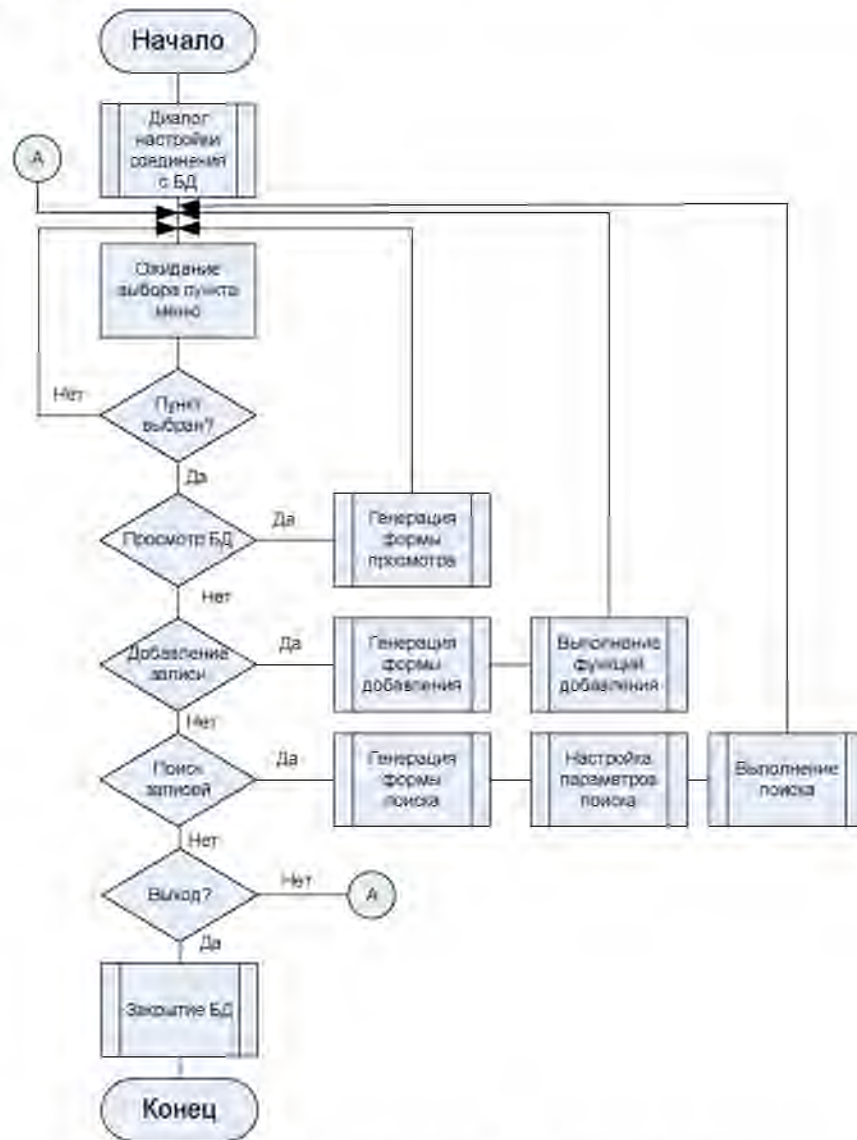 Начало
Диалог
настройки
соединения
с БД
А
Ожидание
выбора пункта
меню
Нет
Пункт
выбран?
Да
Просмотр БД
Да
Генерация
формы
просмотра
Нет
Добавление
записи
Да
Генерация
формы
добавления
Выполнение
функций
добавления
Нет
Поиск
записей
Да
Генерация
формы
поиска
Настройка
параметров
поиска
Выполнение
поиска
Нет
Выход?
Нет
А
Да
Закрытие БД
Конец